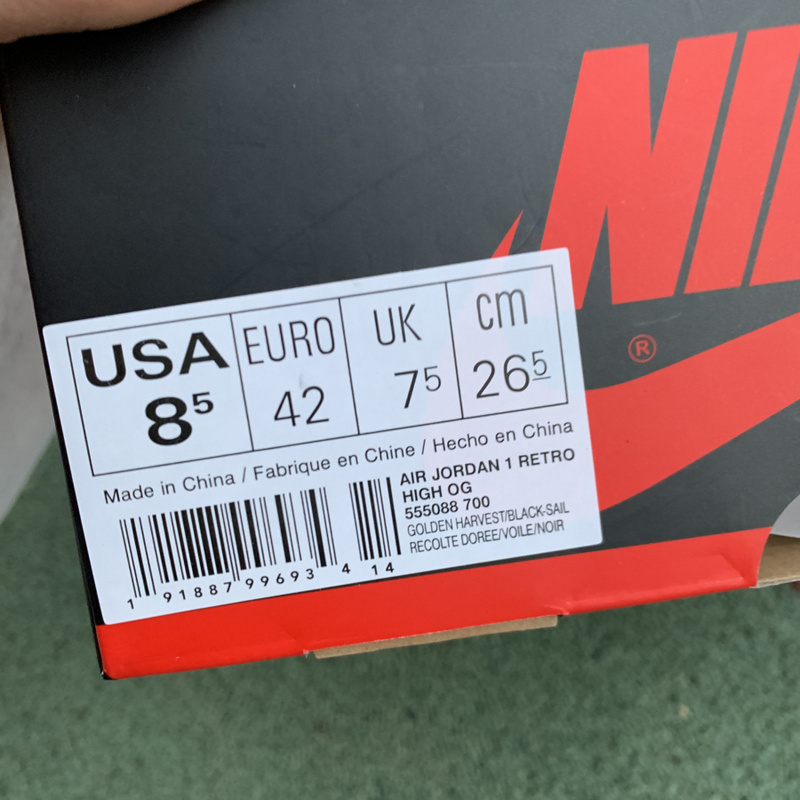 NI
®
USA EURO UK cm
8⁵ 42 7⁵ 26⁵
Made in China / Fabrique en Chine / Hecho en China
AIR JORDAN 1 RETRO
HIGH OG
555088 700
GOLDEN HARVEST/BLACK-SAIL
RECOLTE DOREE/VOILE/NOIR
1 91887 99693 4 14